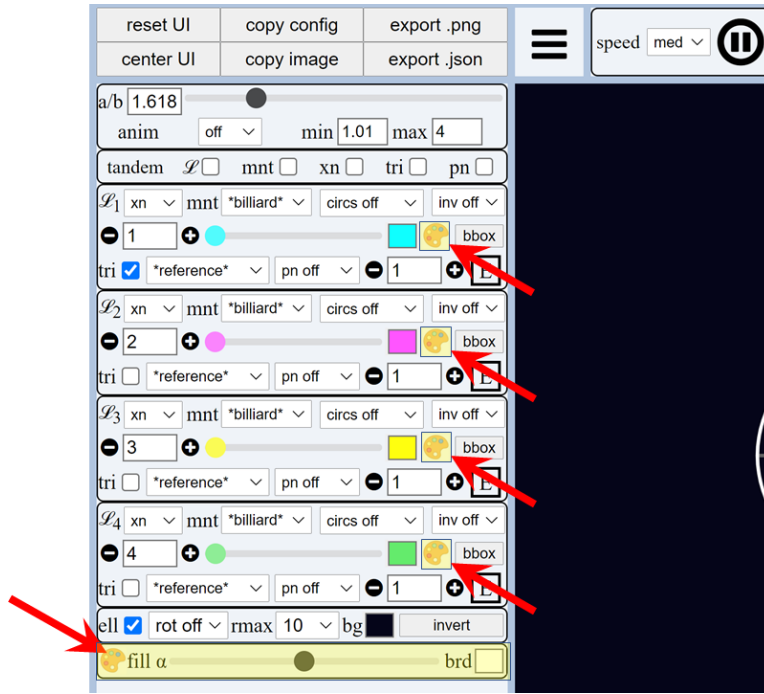 reset UI copy config export .png
center UI copy image export .json
speed med
a/b 1.618
anim off min 1.01 max 4
tandem ℒ mnt xn tri pn
ℒ1 xn mnt *billiard* circs off inv off
1 bbox
tri *reference* pn off 1 E
ℒ2 xn mnt *billiard* circs off inv off
2 bbox
tri *reference* pn off 1 E
ℒ3 xn mnt *billiard* circs off inv off
3 bbox
tri *reference* pn off 1 E
ℒ4 xn mnt *billiard* circs off inv off
4 bbox
tri *reference* pn off 1 E
ell rot off rmax 10 bg invert
fill α brd